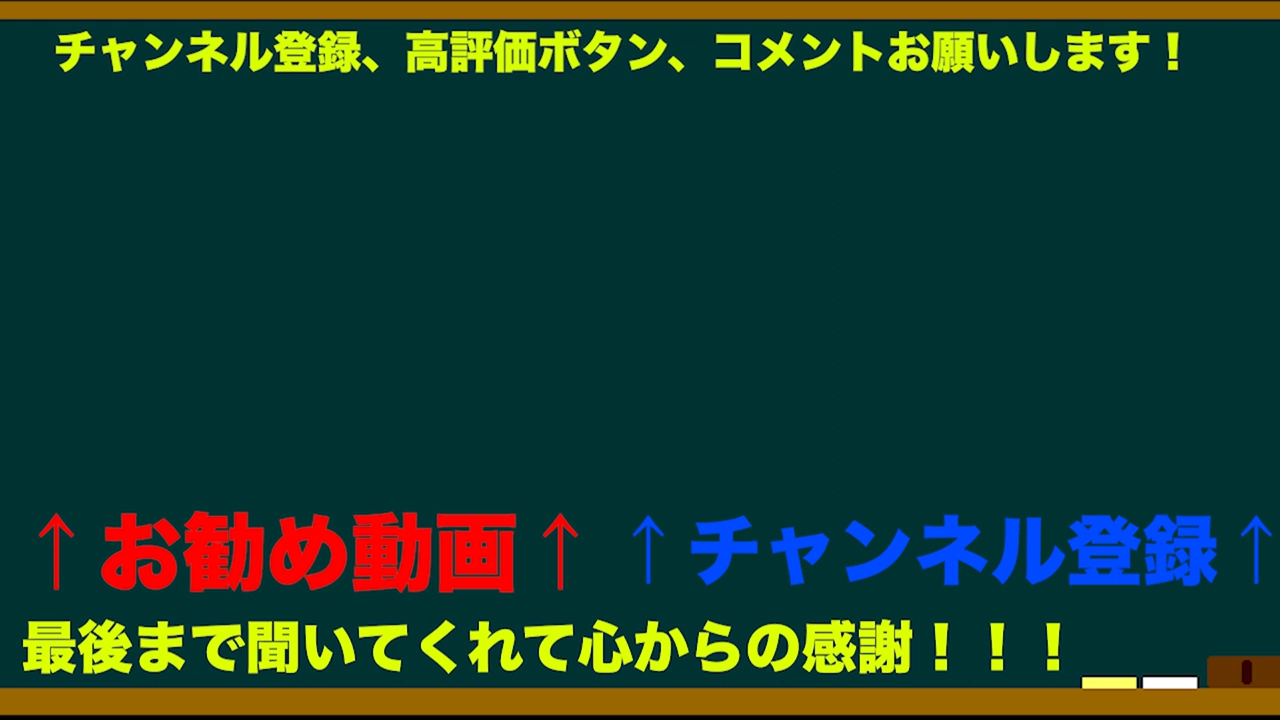 チャンネル登録、高評価ボタン、コメントお願いします！
↑お勧め動画↑ ↑チャンネル登録↑
最後まで聞いてくれて心からの感謝！！！